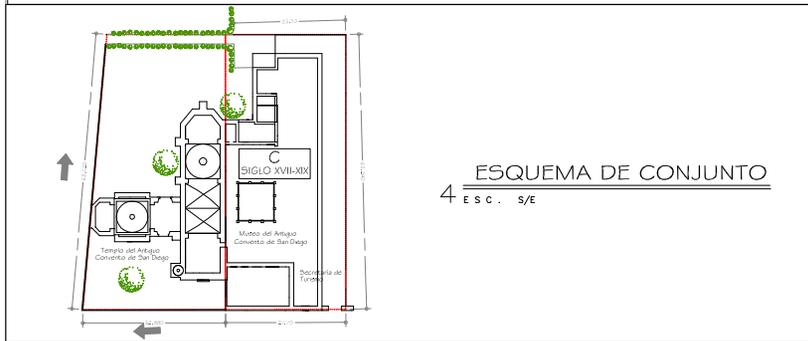 C
SIGLO XVII-XIX
Museo del Antiguo
Convento de San Diego
Templo del Antiguo
Convento de San Diego
Secretaría de
Turismo
ESQUEMA DE CONJUNTO
4 ESC. S/E